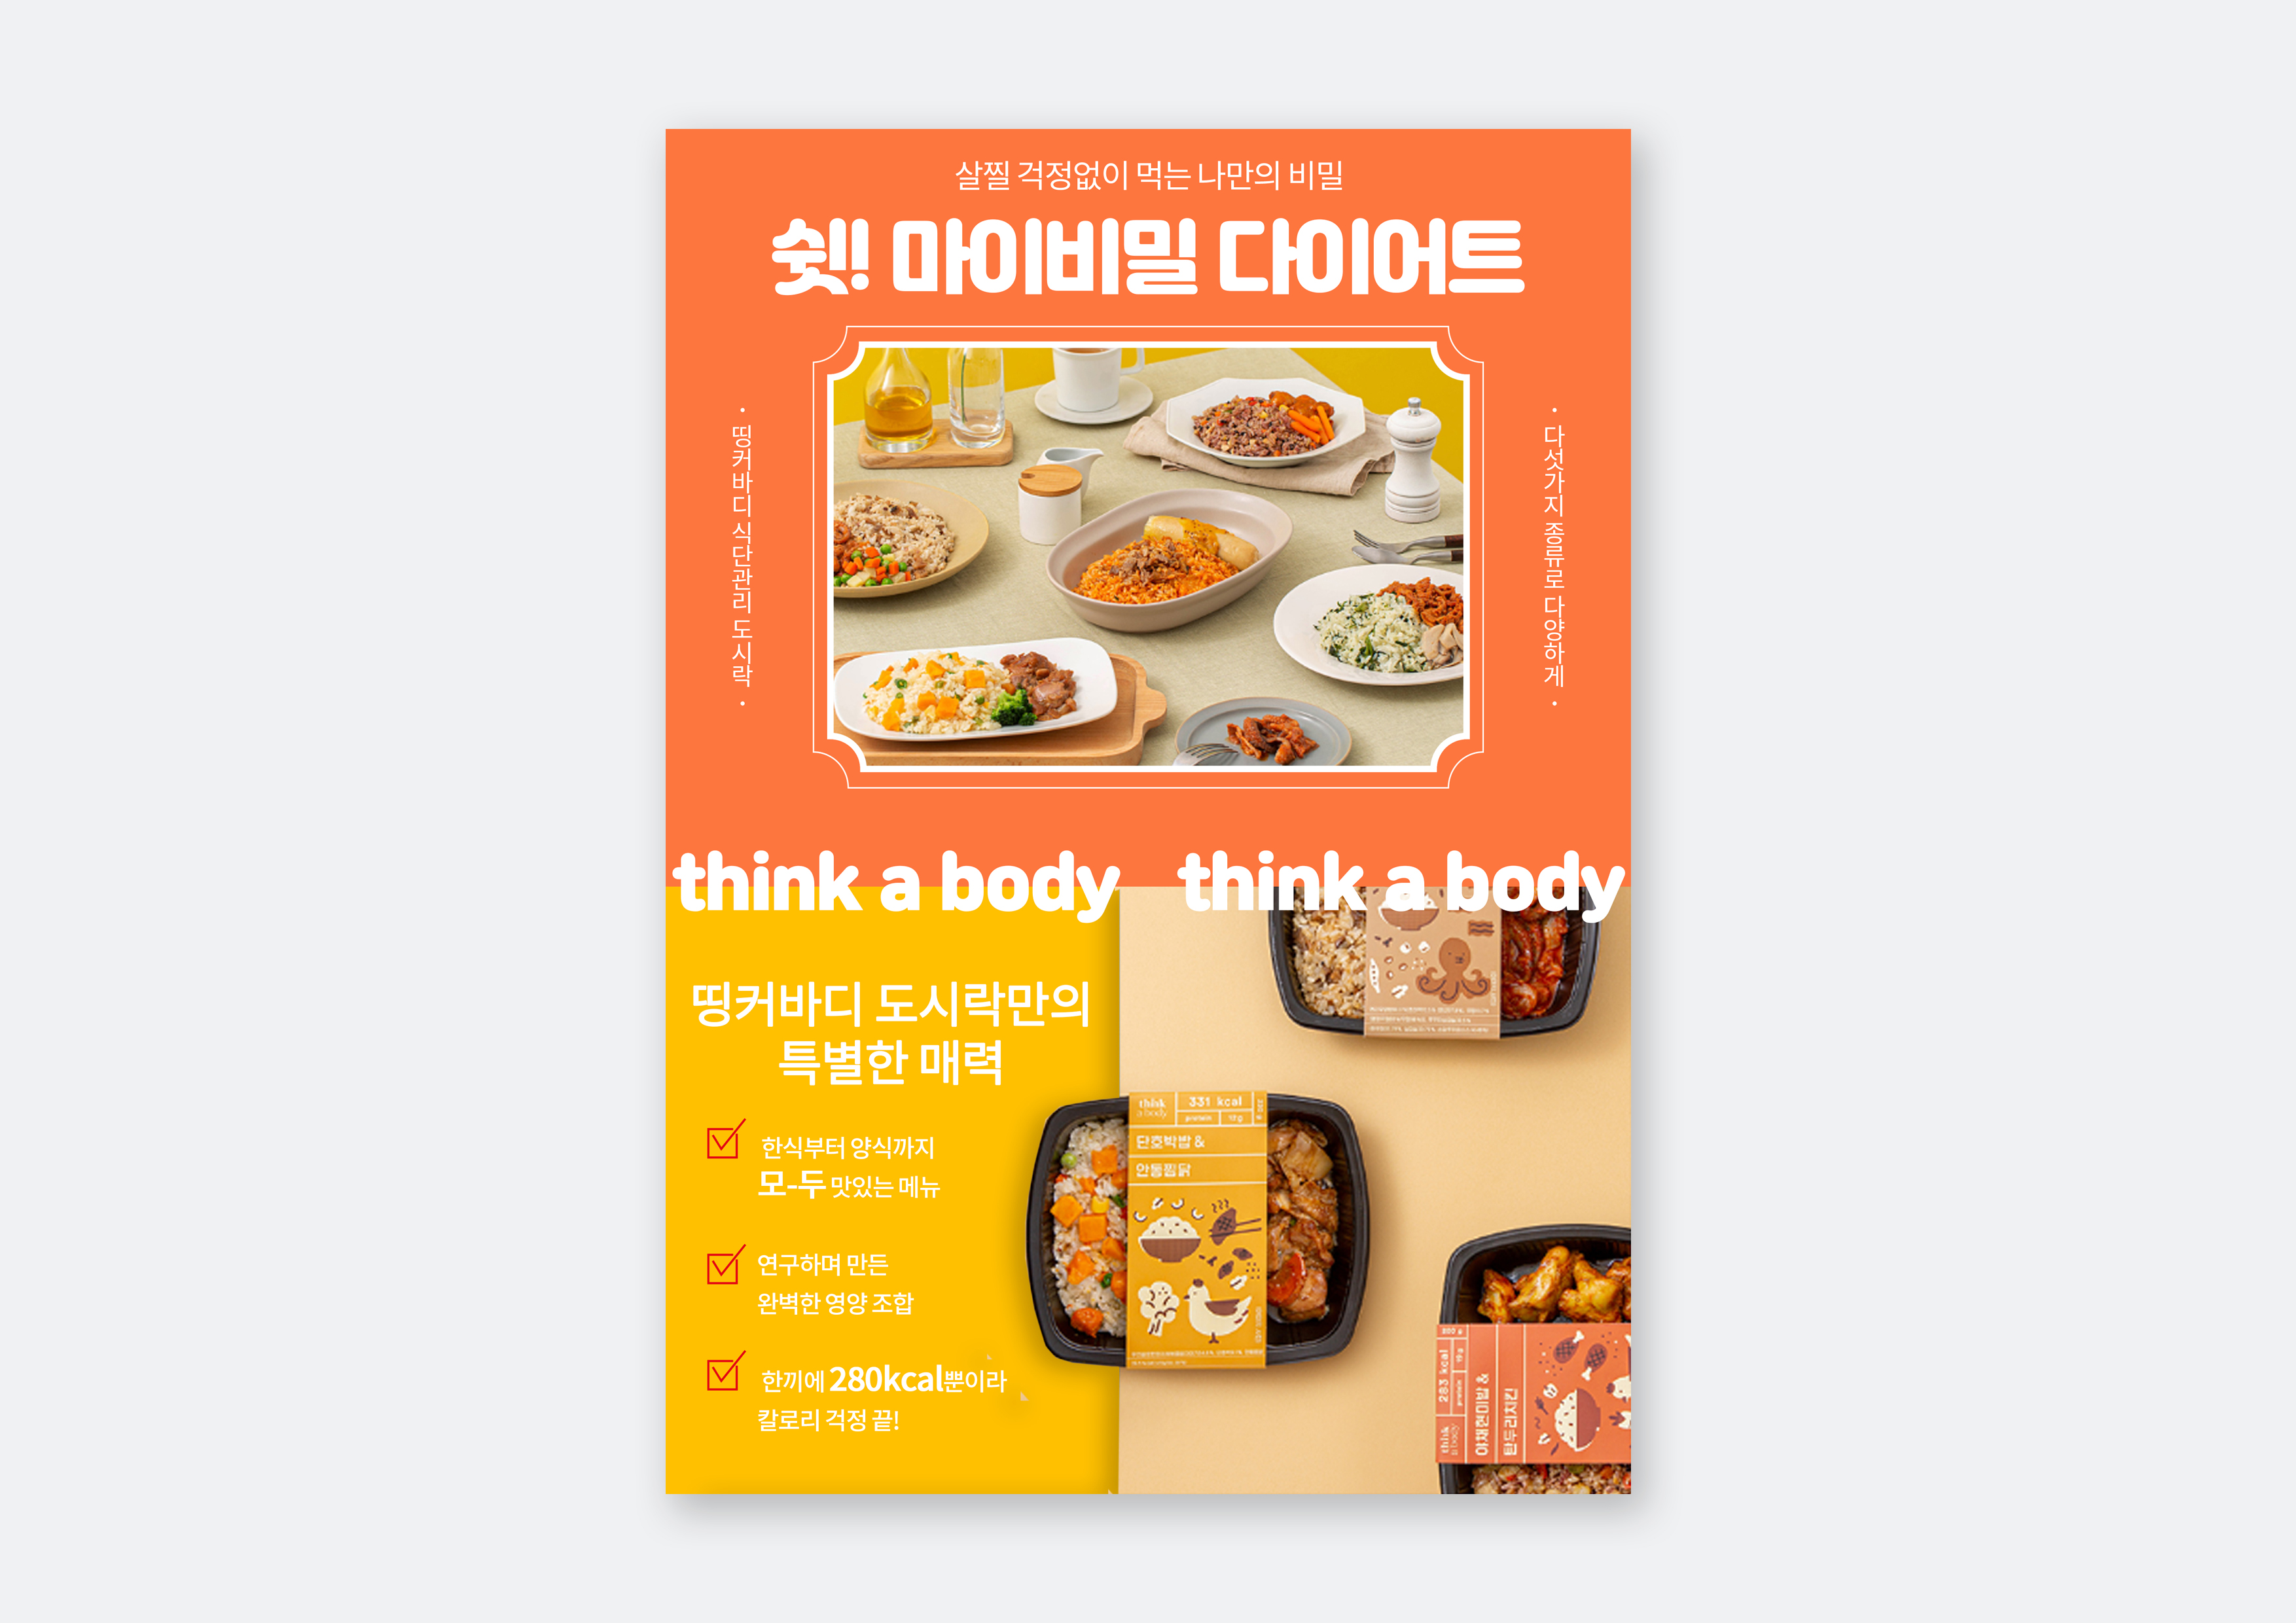 살찔 걱정없이 먹는 나만의 비밀
쉿! 마이비밀 다이어트
· 띵커바디 식단관리 도시락 ·
· 다섯가지 종류로 다양하게 ·
think a body think a body
띵커바디 도시락만의
특별한 매력
한식부터 양식까지
모-두 맛있는 메뉴
연구하며 만든
완벽한 영양 조합
한끼에 280kcal뿐이라
칼로리 걱정 끝!
think
a body
331 kcal
protein 12g
단호박밥 &
안동찜닭
200 g
283 kcal
protein 19g
think
a body
야채현미밥 &
탄두리치킨